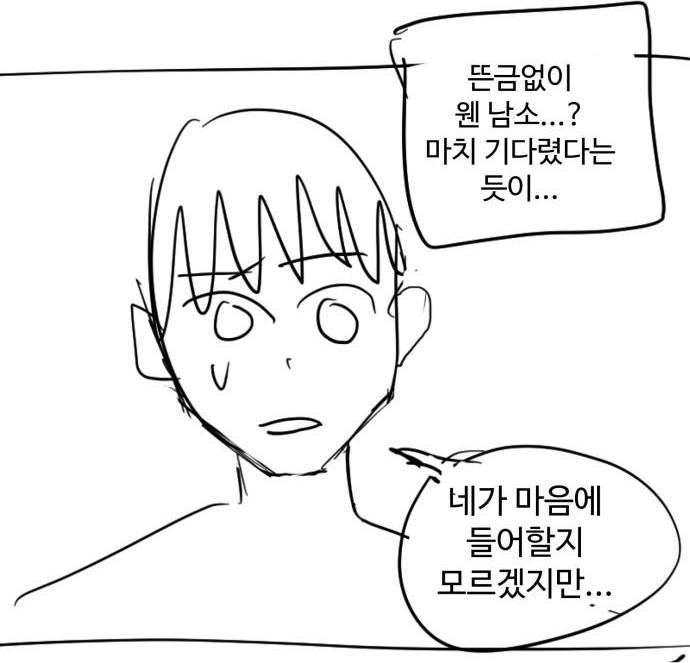 뜬금없이
웬 남소...?
마치 기다렸다는
듯이...
네가 마음에
들어할지
모르겠지만...